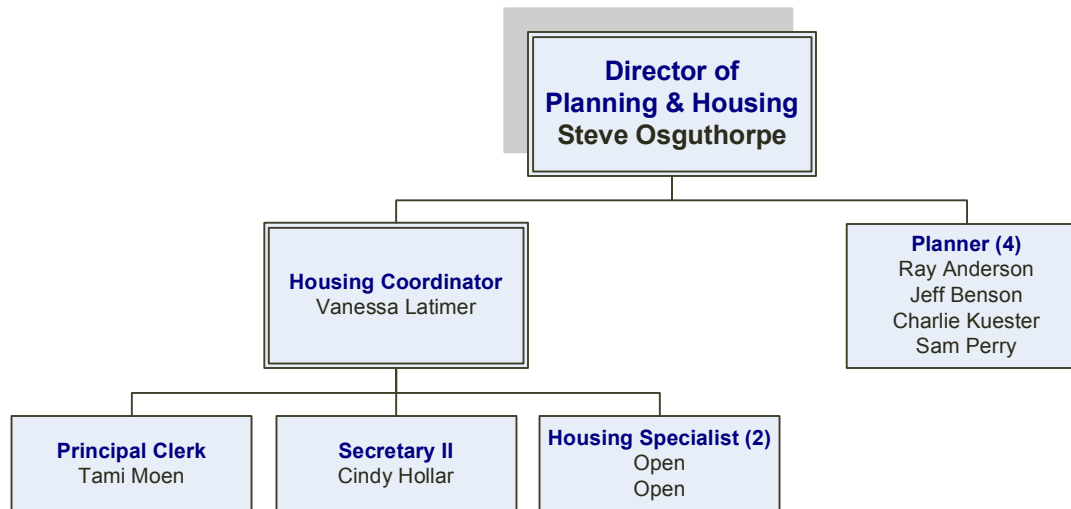 Director of
Planning & Housing
Steve Osguthorpe
Housing Coordinator
Vanessa Latimer
Planner (4)
Ray Anderson
Jeff Benson
Charlie Kuester
Sam Perry
Principal Clerk
Tami Moen
Secretary II
Cindy Hollar
Housing Specialist (2)
Open
Open